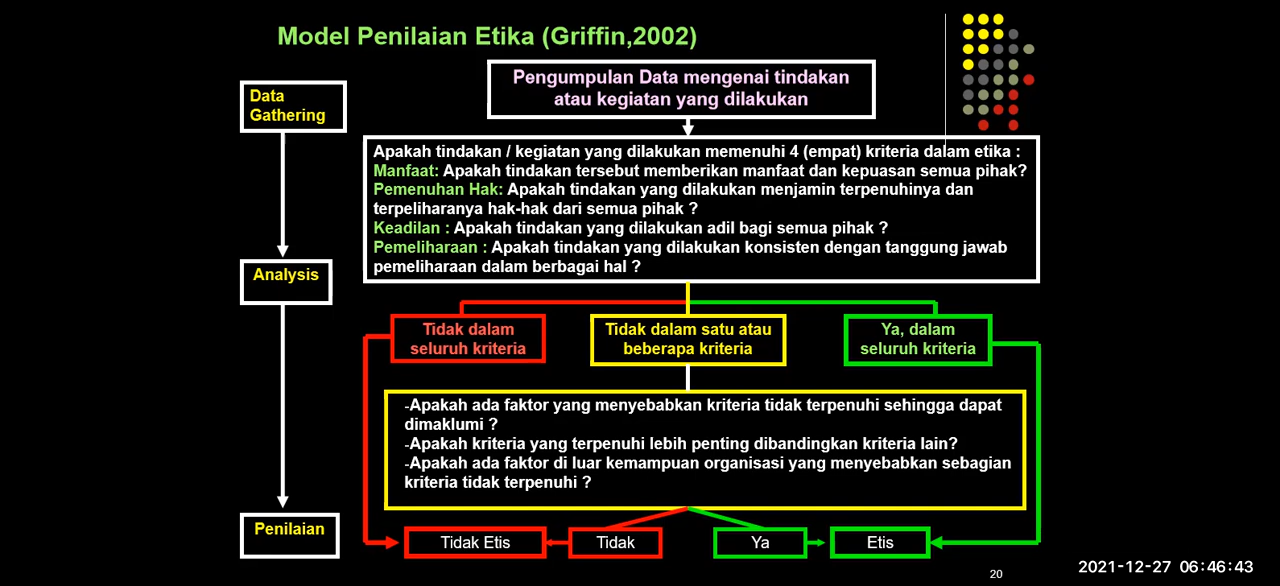 Model Penilaian Etika (Griffin,2002)
Data
Gathering
Pengumpulan Data mengenai tindakan
atau kegiatan yang dilakukan
Apakah tindakan / kegiatan yang dilakukan memenuhi 4 (empat) kriteria dalam etika :
Manfaat: Apakah tindakan tersebut memberikan manfaat dan kepuasan semua pihak?
Pemenuhan Hak: Apakah tindakan yang dilakukan menjamin terpenuhinya dan
terpeliharanya hak-hak dari semua pihak ?
Keadilan : Apakah tindakan yang dilakukan adil bagi semua pihak ?
Pemeliharaan : Apakah tindakan yang dilakukan konsisten dengan tanggung jawab
pemeliharaan dalam berbagai hal ?
Analysis
Tidak dalam
seluruh kriteria
Tidak dalam satu atau
beberapa kriteria
Ya, dalam
seluruh kriteria
-Apakah ada faktor yang menyebabkan kriteria tidak terpenuhi sehingga dapat
dimaklumi ?
-Apakah kriteria yang terpenuhi lebih penting dibandingkan kriteria lain?
-Apakah ada faktor di luar kemampuan organisasi yang menyebabkan sebagian
kriteria tidak terpenuhi ?
Penilaian
Tidak Etis
Tidak
Ya
Etis
20
2021-12-27 06:46:43